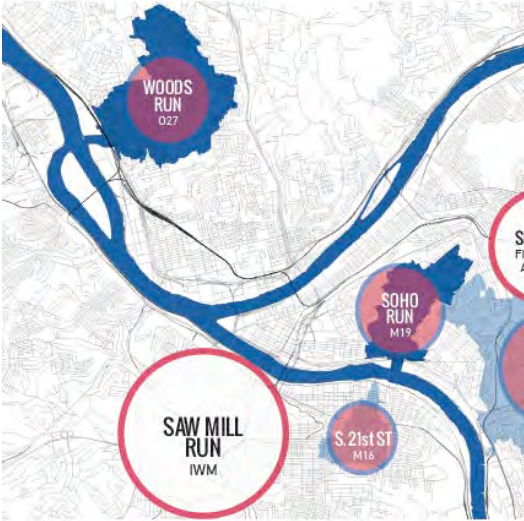 WOODS
RUN
O27
SOHO
RUN
M19
S. 21st ST
M16
SAW MILL
RUN
IWM